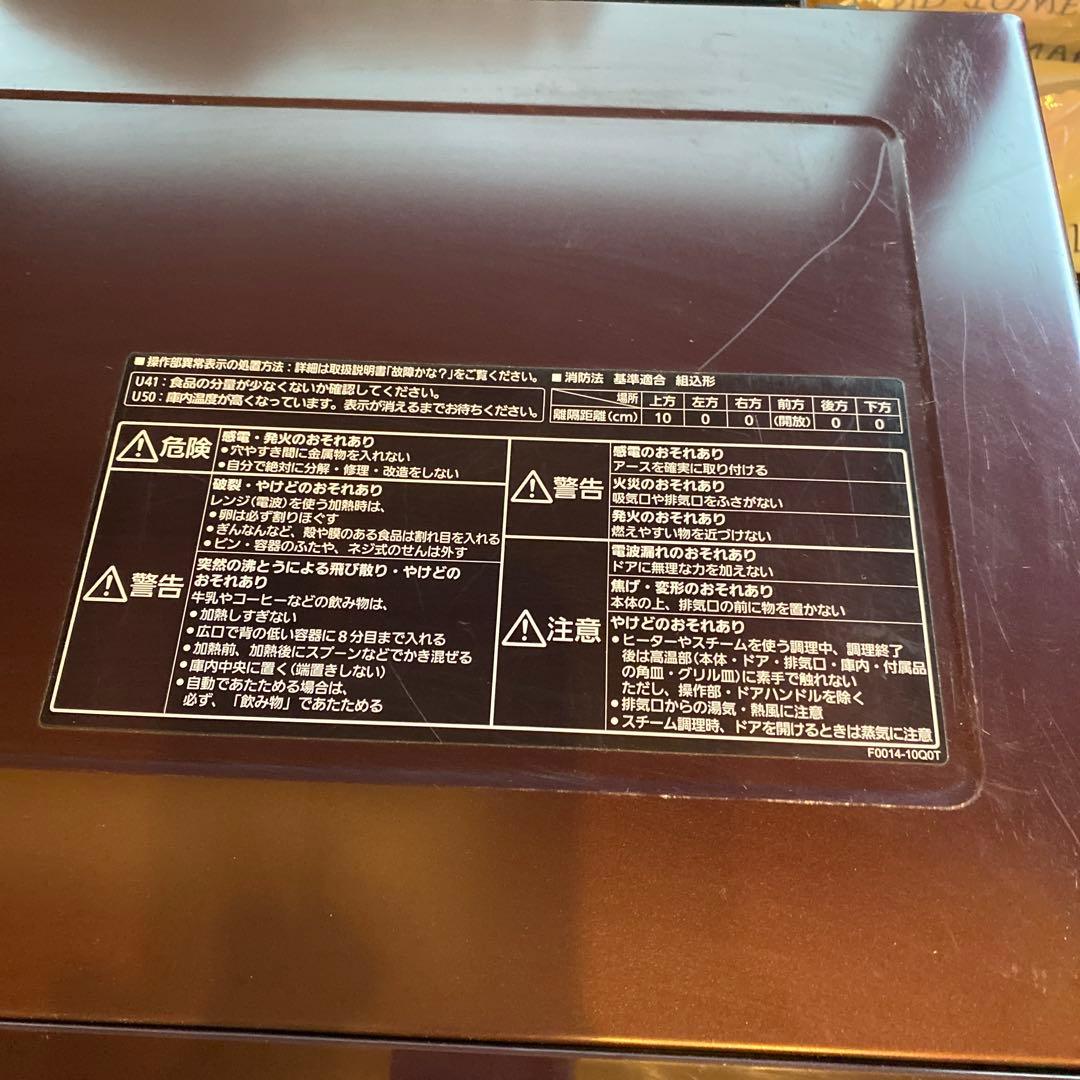 ■操作部異常表示の処置方法：詳細は取扱説明書「故障かな？」をご覧ください。
U41：食品の分量が少なくないか確認してください。
U50：庫内温度が高くなっています。表示が消えるまでお待ちください。
■消防法 基準適合 組込形
場所 上方 左方 右方 前方 後方 下方
離隔距離(cm) 10 0 0 (開放) 0 0
危険
感電・発火のおそれあり
●穴やすき間に金属物を入れない
●自分で絶対に分解・修理・改造をしない
警告
破裂・やけどのおそれあり
レンジ(電波)を使う加熱時は、
●卵は必ず割りほぐす
●ぎんなんなど、殻や膜のある食品は割れ目を入れる
●ビン・容器のふたや、ネジ式のせんは外す
突然の沸とうによる飛び散り・やけどの
おそれあり
牛乳やコーヒーなどの飲み物は、
●加熱しすぎない
●広口で背の低い容器に8分目まで入れる
●加熱前、加熱後にスプーンなどでかき混ぜる
●庫内中央に置く(端置きしない)
●自動であたためる場合は、
必ず、「飲み物」であたためる
警告
感電のおそれあり
アースを確実に取り付ける
火災のおそれあり
吸気口や排気口をふさがない
発火のおそれあり
燃えやすい物を近づけない
注意
電波漏れのおそれあり
ドアに無理な力を加えない
焦げ・変形のおそれあり
本体の上、排気口の前に物を置かない
やけどのおそれあり
●ヒーターやスチームを使う調理中、調理終了
後は高温部(本体・ドア・排気口・庫内・付属品
の角皿・グリル皿)に素手で触れない
ただし、操作部・ドアハンドルを除く
●排気口からの湯気・熱風に注意
●スチーム調理時、ドアを開けるときは蒸気に注意
F0014-10Q0T